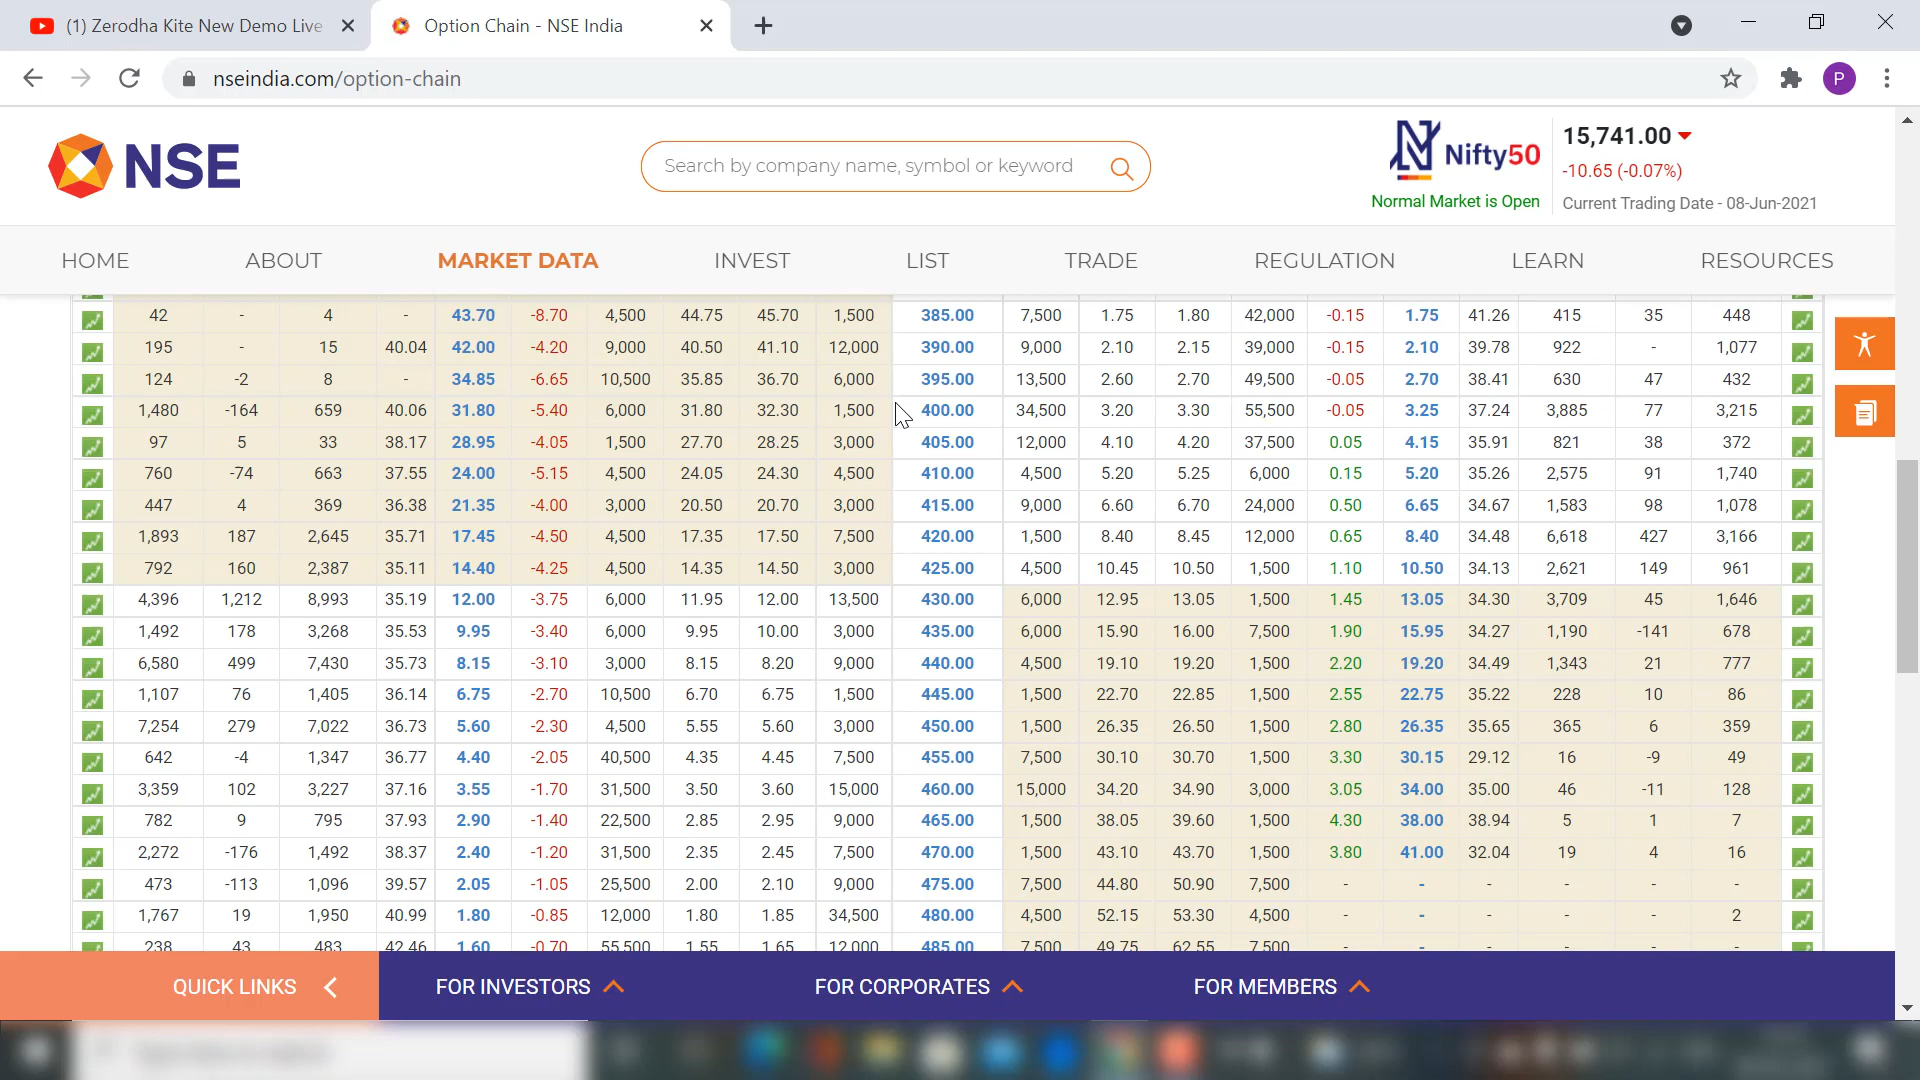 (1) Zerodha Kite New Demo Live
Option Chain - NSE India
nseindia.com/option-chain
P
NSE
Search by company name, symbol or keyword
Nifty50
Normal Market is Open
15,741.00
-10.65 (-0.07%)
Current Trading Date - 08-Jun-2021
HOME ABOUT MARKET DATA INVEST LIST TRADE REGULATION LEARN RESOURCES
42 - 4 - 43.70 -8.70 4,500 44.75 45.70 1,500 385.00 7,500 1.75 1.80 42,000 -0.15 1.75 41.26 415 35 448
195 - 15 40.04 42.00 -4.20 9,000 40.50 41.10 12,000 390.00 9,000 2.10 2.15 39,000 -0.15 2.10 39.78 922 - 1,077
124 -2 8 - 34.85 -6.65 10,500 35.85 36.70 6,000 395.00 13,500 2.60 2.70 49,500 -0.05 2.70 38.41 630 47 432
1,480 -164 659 40.06 31.80 -5.40 6,000 31.80 32.30 1,500 400.00 34,500 3.20 3.30 55,500 -0.05 3.25 37.24 3,885 77 3,215
97 5 33 38.17 28.95 -4.05 1,500 27.70 28.25 3,000 405.00 12,000 4.10 4.20 37,500 0.05 4.15 35.91 821 38 372
760 -74 663 37.55 24.00 -5.15 4,500 24.05 24.30 4,500 410.00 4,500 5.20 5.25 6,000 0.15 5.20 35.26 2,575 91 1,740
447 4 369 36.38 21.35 -4.00 3,000 20.50 20.70 3,000 415.00 9,000 6.60 6.70 24,000 0.50 6.65 34.67 1,583 98 1,078
1,893 187 2,645 35.71 17.45 -4.50 4,500 17.35 17.50 7,500 420.00 1,500 8.40 8.45 12,000 0.65 8.40 34.48 6,618 427 3,166
792 160 2,387 35.11 14.40 -4.25 4,500 14.35 14.50 3,000 425.00 4,500 10.45 10.50 1,500 1.10 10.50 34.13 2,621 149 961
4,396 1,212 8,993 35.19 12.00 -3.75 6,000 11.95 12.00 13,500 430.00 6,000 12.95 13.05 1,500 1.45 13.05 34.30 3,709 45 1,646
1,492 178 3,268 35.53 9.95 -3.40 6,000 9.95 10.00 3,000 435.00 6,000 15.90 16.00 7,500 1.90 15.95 34.27 1,190 -141 678
6,580 499 7,430 35.73 8.15 -3.10 3,000 8.15 8.20 9,000 440.00 4,500 19.10 19.20 1,500 2.20 19.20 34.49 1,343 21 777
1,107 76 1,405 36.14 6.75 -2.70 10,500 6.70 6.75 1,500 445.00 1,500 22.70 22.85 1,500 2.55 22.75 35.22 228 10 86
7,254 279 7,022 36.73 5.60 -2.30 4,500 5.55 5.60 3,000 450.00 1,500 26.35 26.50 1,500 2.80 26.35 35.65 365 6 359
642 -4 1,347 36.77 4.40 -2.05 40,500 4.35 4.45 7,500 455.00 7,500 30.10 30.70 1,500 3.30 30.15 29.12 16 -9 49
3,359 102 3,227 37.16 3.55 -1.70 31,500 3.50 3.60 15,000 460.00 15,000 34.20 34.90 3,000 3.05 34.00 35.00 46 -11 128
782 9 795 37.93 2.90 -1.40 22,500 2.85 2.95 9,000 465.00 1,500 38.05 39.60 1,500 4.30 38.00 38.94 5 1 7
2,272 -176 1,492 38.37 2.40 -1.20 31,500 2.35 2.45 7,500 470.00 1,500 43.10 43.70 1,500 3.80 41.00 32.04 19 4 16
473 -113 1,096 39.57 2.05 -1.05 25,500 2.00 2.10 9,000 475.00 7,500 44.80 50.90 7,500 - - - - - -
1,767 19 1,950 40.99 1.80 -0.85 12,000 1.80 1.85 34,500 480.00 4,500 52.15 53.30 4,500 - - - - - 2
238 43 483 42.46 1.60 -0.70 55,500 1.55 1.65 12,000 485.00 7,500 49.75 62.55 7,500 - - - - - -
QUICK LINKS FOR INVESTORS FOR CORPORATES FOR MEMBERS